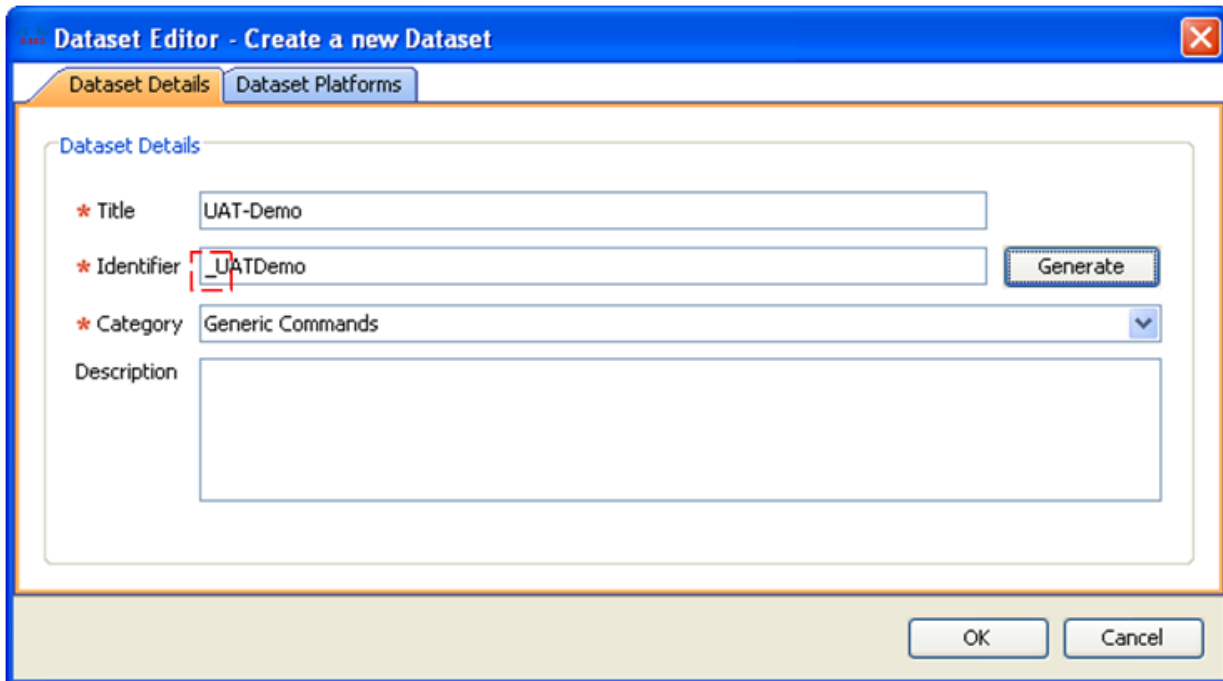 Dataset Editor - Create a new Dataset
Dataset Details Dataset Platforms
Dataset Details
* Title UAT-Demo
* Identifier _UATDemo Generate
* Category Generic Commands
Description
OK Cancel